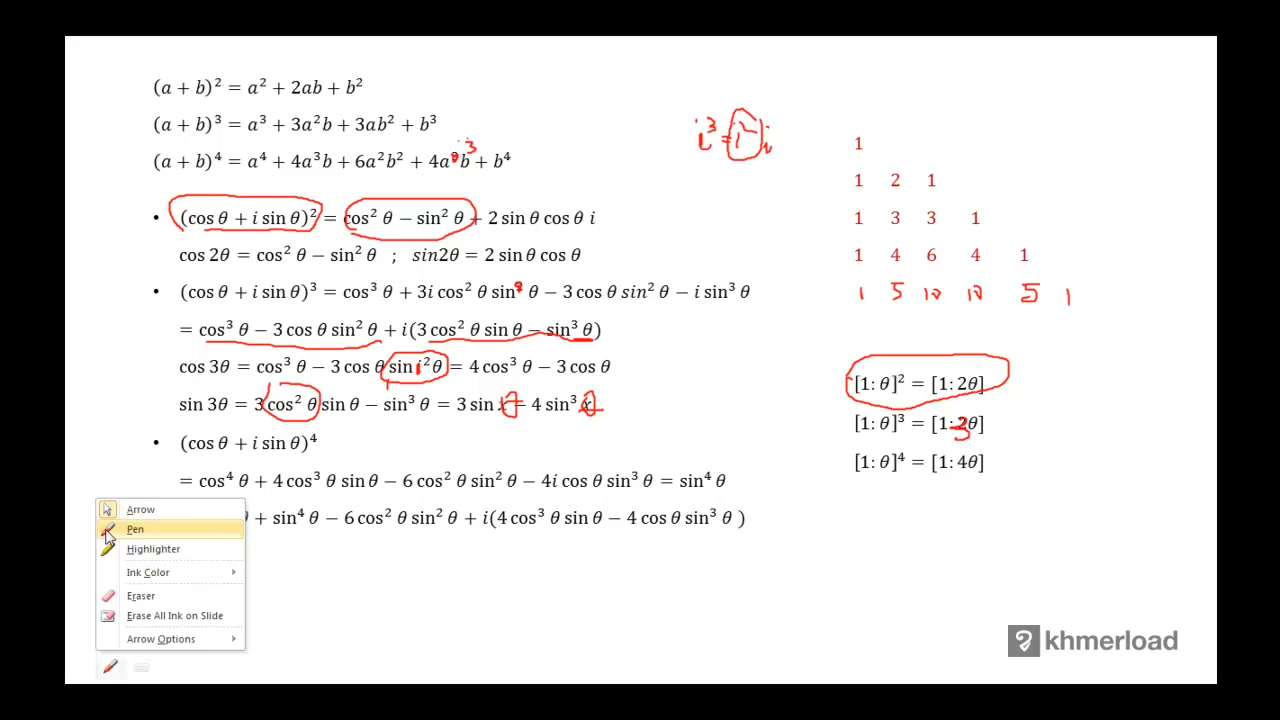 (a + b)² = a² + 2ab + b²
(a + b)³ = a³ + 3a²b + 3ab² + b³
(a + b)⁴ = a⁴ + 4a³b + 6a²b² + 4a b³ + b⁴
i³ = i² i
1
1 2 1
1 3 3 1
1 4 6 4 1
1 5 10 10 5 1
• (cos θ + i sin θ)² = cos² θ − sin² θ + 2 sin θ cos θ i
cos 2θ = cos² θ − sin² θ ; sin2θ = 2 sin θ cos θ
• (cos θ + i sin θ)³ = cos³ θ + 3i cos² θ sin θ − 3 cos θ sin² θ − i sin³ θ
= cos³ θ − 3 cos θ sin² θ + i(3 cos² θ sin θ − sin³ θ)
cos 3θ = cos³ θ − 3 cos θ sin² θ = 4 cos³ θ − 3 cos θ
sin 3θ = 3 cos² θ sin θ − sin³ θ = 3 sin x − 4 sin³ x
• (cos θ + i sin θ)⁴
= cos⁴ θ + 4 cos³ θ sin θ − 6 cos² θ sin² θ − 4i cos θ sin³ θ = sin⁴ θ
θ + sin⁴ θ − 6 cos² θ sin² θ + i(4 cos³ θ sin θ − 4 cos θ sin³ θ )
[1: θ]² = [1: 2θ]
[1: θ]³ = [1: 3θ]
[1: θ]⁴ = [1: 4θ]
Arrow
Pen
Highlighter
Ink Color
Eraser
Erase All Ink on Slide
Arrow Options
khmerload